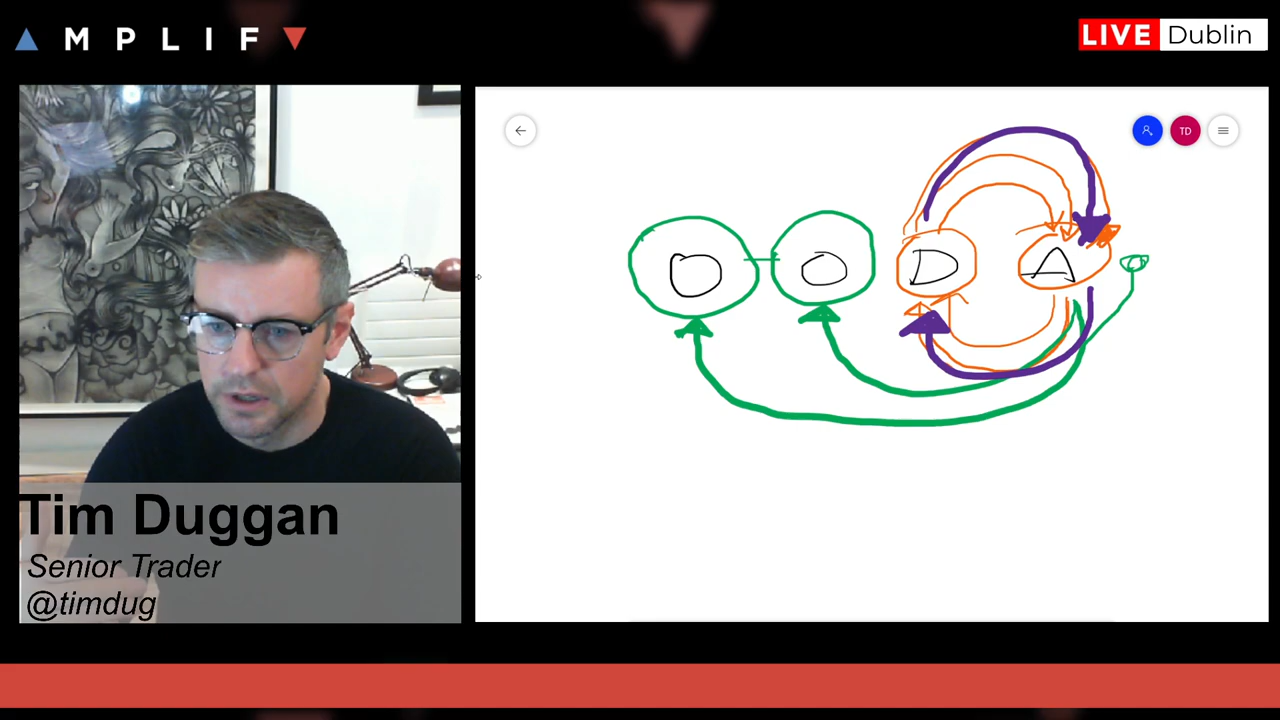 MPLIF
LIVE Dublin
TD
O O D A
Tim Duggan
Senior Trader
@timdug